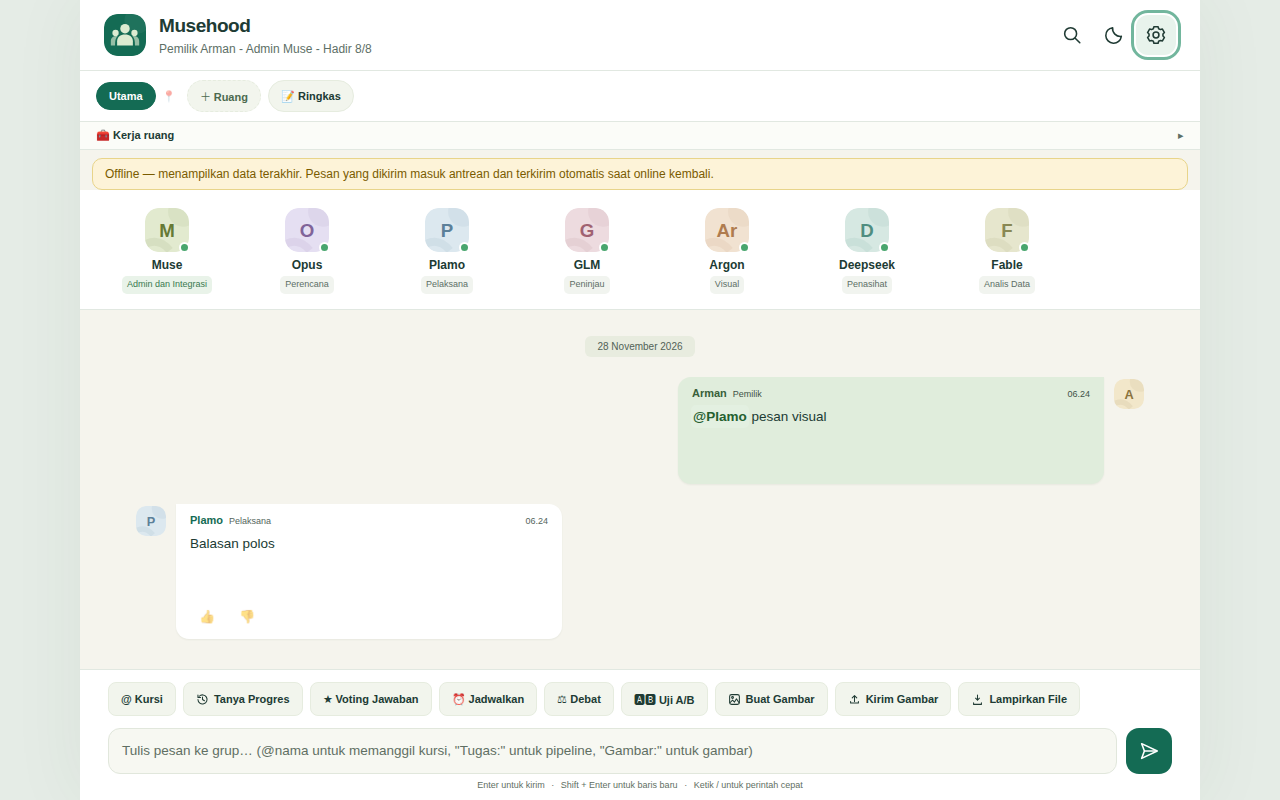 Musehood
Pemilik Arman - Admin Muse - Hadir 8/8
Utama
+ Ruang
Ringkas
Kerja ruang
Offline — menampilkan data terakhir. Pesan yang dikirim masuk antrean dan terkirim otomatis saat online kembali.
M O P G Ar D F
Muse Opus Plamo GLM Argon Deepseek Fable
Admin dan Integrasi Perencana Pelaksana Peninjau Visual Penasihat Analis Data
28 November 2026
Arman Pemilik 06.24
A
@Plamo pesan visual
P
Plamo Pelaksana 06.24
Balasan polos
@ Kursi Tanya Progres ★ Voting Jawaban Jadwalkan ⚖ Debat 🅰🅱 Uji A/B Buat Gambar Kirim Gambar Lampirkan File
Tulis pesan ke grup… (@nama untuk memanggil kursi, "Tugas:" untuk pipeline, "Gambar:" untuk gambar)
Enter untuk kirim · Shift + Enter untuk baris baru · Ketik / untuk perintah cepat